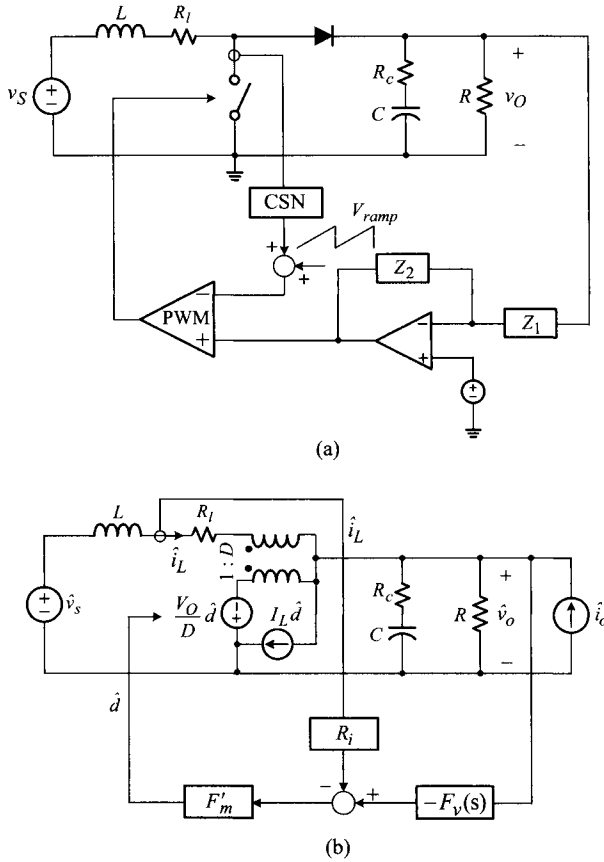 L
R_l
v_S
R_c
C
R
+
v_O
−
CSN
V_ramp
+
+
Z_2
−
PWM
+
−
+
Z_1
(a)
L
R_l
î_L
î_L
1 : D
v̂_s
V_O/D d̂
I_L d̂
R_c
C
R
+
v̂_o
−
î_o
d̂
R_i
F'_m
−
+
−F_v(s)
(b)